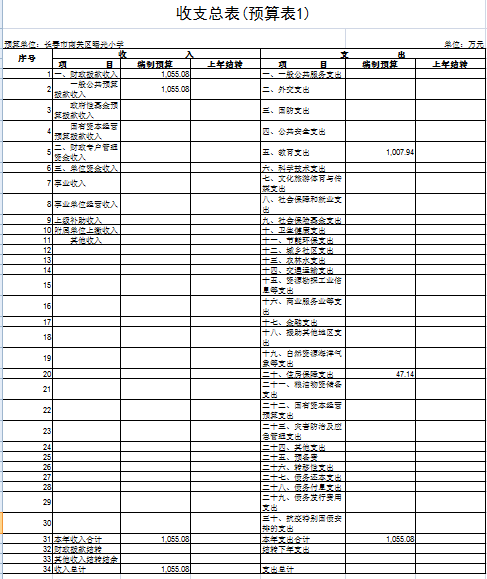 收支总表(预算表1)
预算单位：长春市南关区曙光小学 单位：万元
序号 收 入 支 出
项 目 编制预算 上年结转 项 目 编制预算 上年结转
1 一、财政拨款收入 1,055.08 一、一般公共服务支出
2 一般公共预算拨款收入 1,055.08 二、外交支出
3 政府性基金预算拨款收入 三、国防支出
4 国有资本经营预算拨款收入 四、公共安全支出
5 二、财政专户管理资金收入 五、教育支出 1,007.94
6 三、单位资金收入 六、科学技术支出
7 事业收入 七、文化旅游体育与传媒支出
8 事业单位经营收入 八、社会保障和就业支出
9 上级补助收入 九、社会保险基金支出
10 附属单位上缴收入 十、卫生健康支出
11 其他收入 十一、节能环保支出
12 十二、城乡社区支出
13 十三、农林水支出
14 十四、交通运输支出
15 十五、资源勘探工业信息等支出
16 十六、商业服务业等支出
17 十七、金融支出
18 十八、援助其他地区支出
19 十九、自然资源海洋气象等支出
20 二十、住房保障支出 47.14
21 二十一、粮油物资储备支出
22 二十二、国有资本经营预算支出
23 二十三、灾害防治及应急管理支出
24 二十四、其他支出
25 二十五、预备费
26 二十六、转移性支出
27 二十七、债务还本支出
28 二十八、债务付息支出
29 二十九、债务发行费用支出
30 三十、抗疫特别国债安排的支出
31 本年收入合计 1,055.08 本年支出合计 1,055.08
32 财政拨款结转 结转下年支出
33 其他收入结转结余
34 收入总计 1,055.08 支出总计